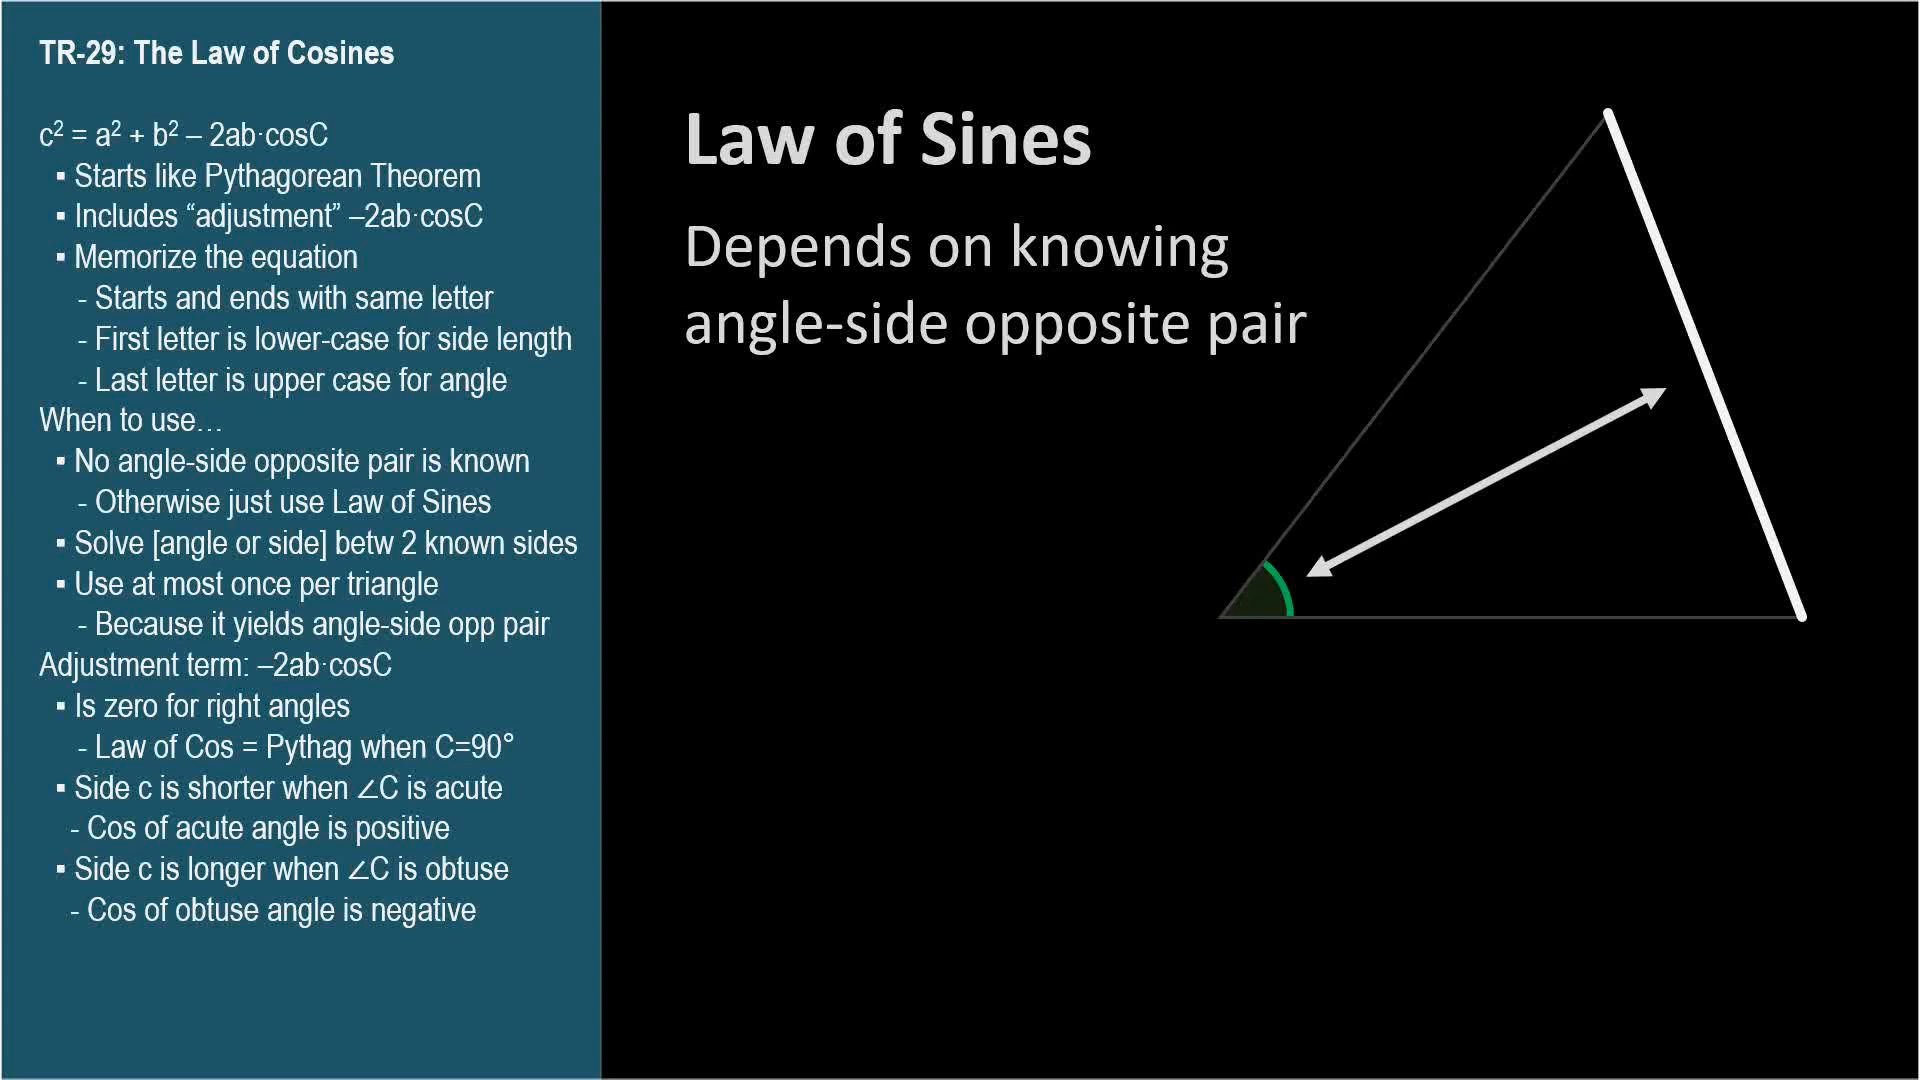 TR-29: The Law of Cosines
c² = a² + b² – 2ab·cosC
▪ Starts like Pythagorean Theorem
▪ Includes “adjustment” –2ab·cosC
▪ Memorize the equation
- Starts and ends with same letter
- First letter is lower-case for side length
- Last letter is upper case for angle
When to use…
▪ No angle-side opposite pair is known
- Otherwise just use Law of Sines
▪ Solve [angle or side] betw 2 known sides
▪ Use at most once per triangle
- Because it yields angle-side opp pair
Adjustment term: –2ab·cosC
▪ Is zero for right angles
- Law of Cos = Pythag when C=90°
▪ Side c is shorter when ∠C is acute
- Cos of acute angle is positive
▪ Side c is longer when ∠C is obtuse
- Cos of obtuse angle is negative
Law of Sines
Depends on knowing
angle-side opposite pair